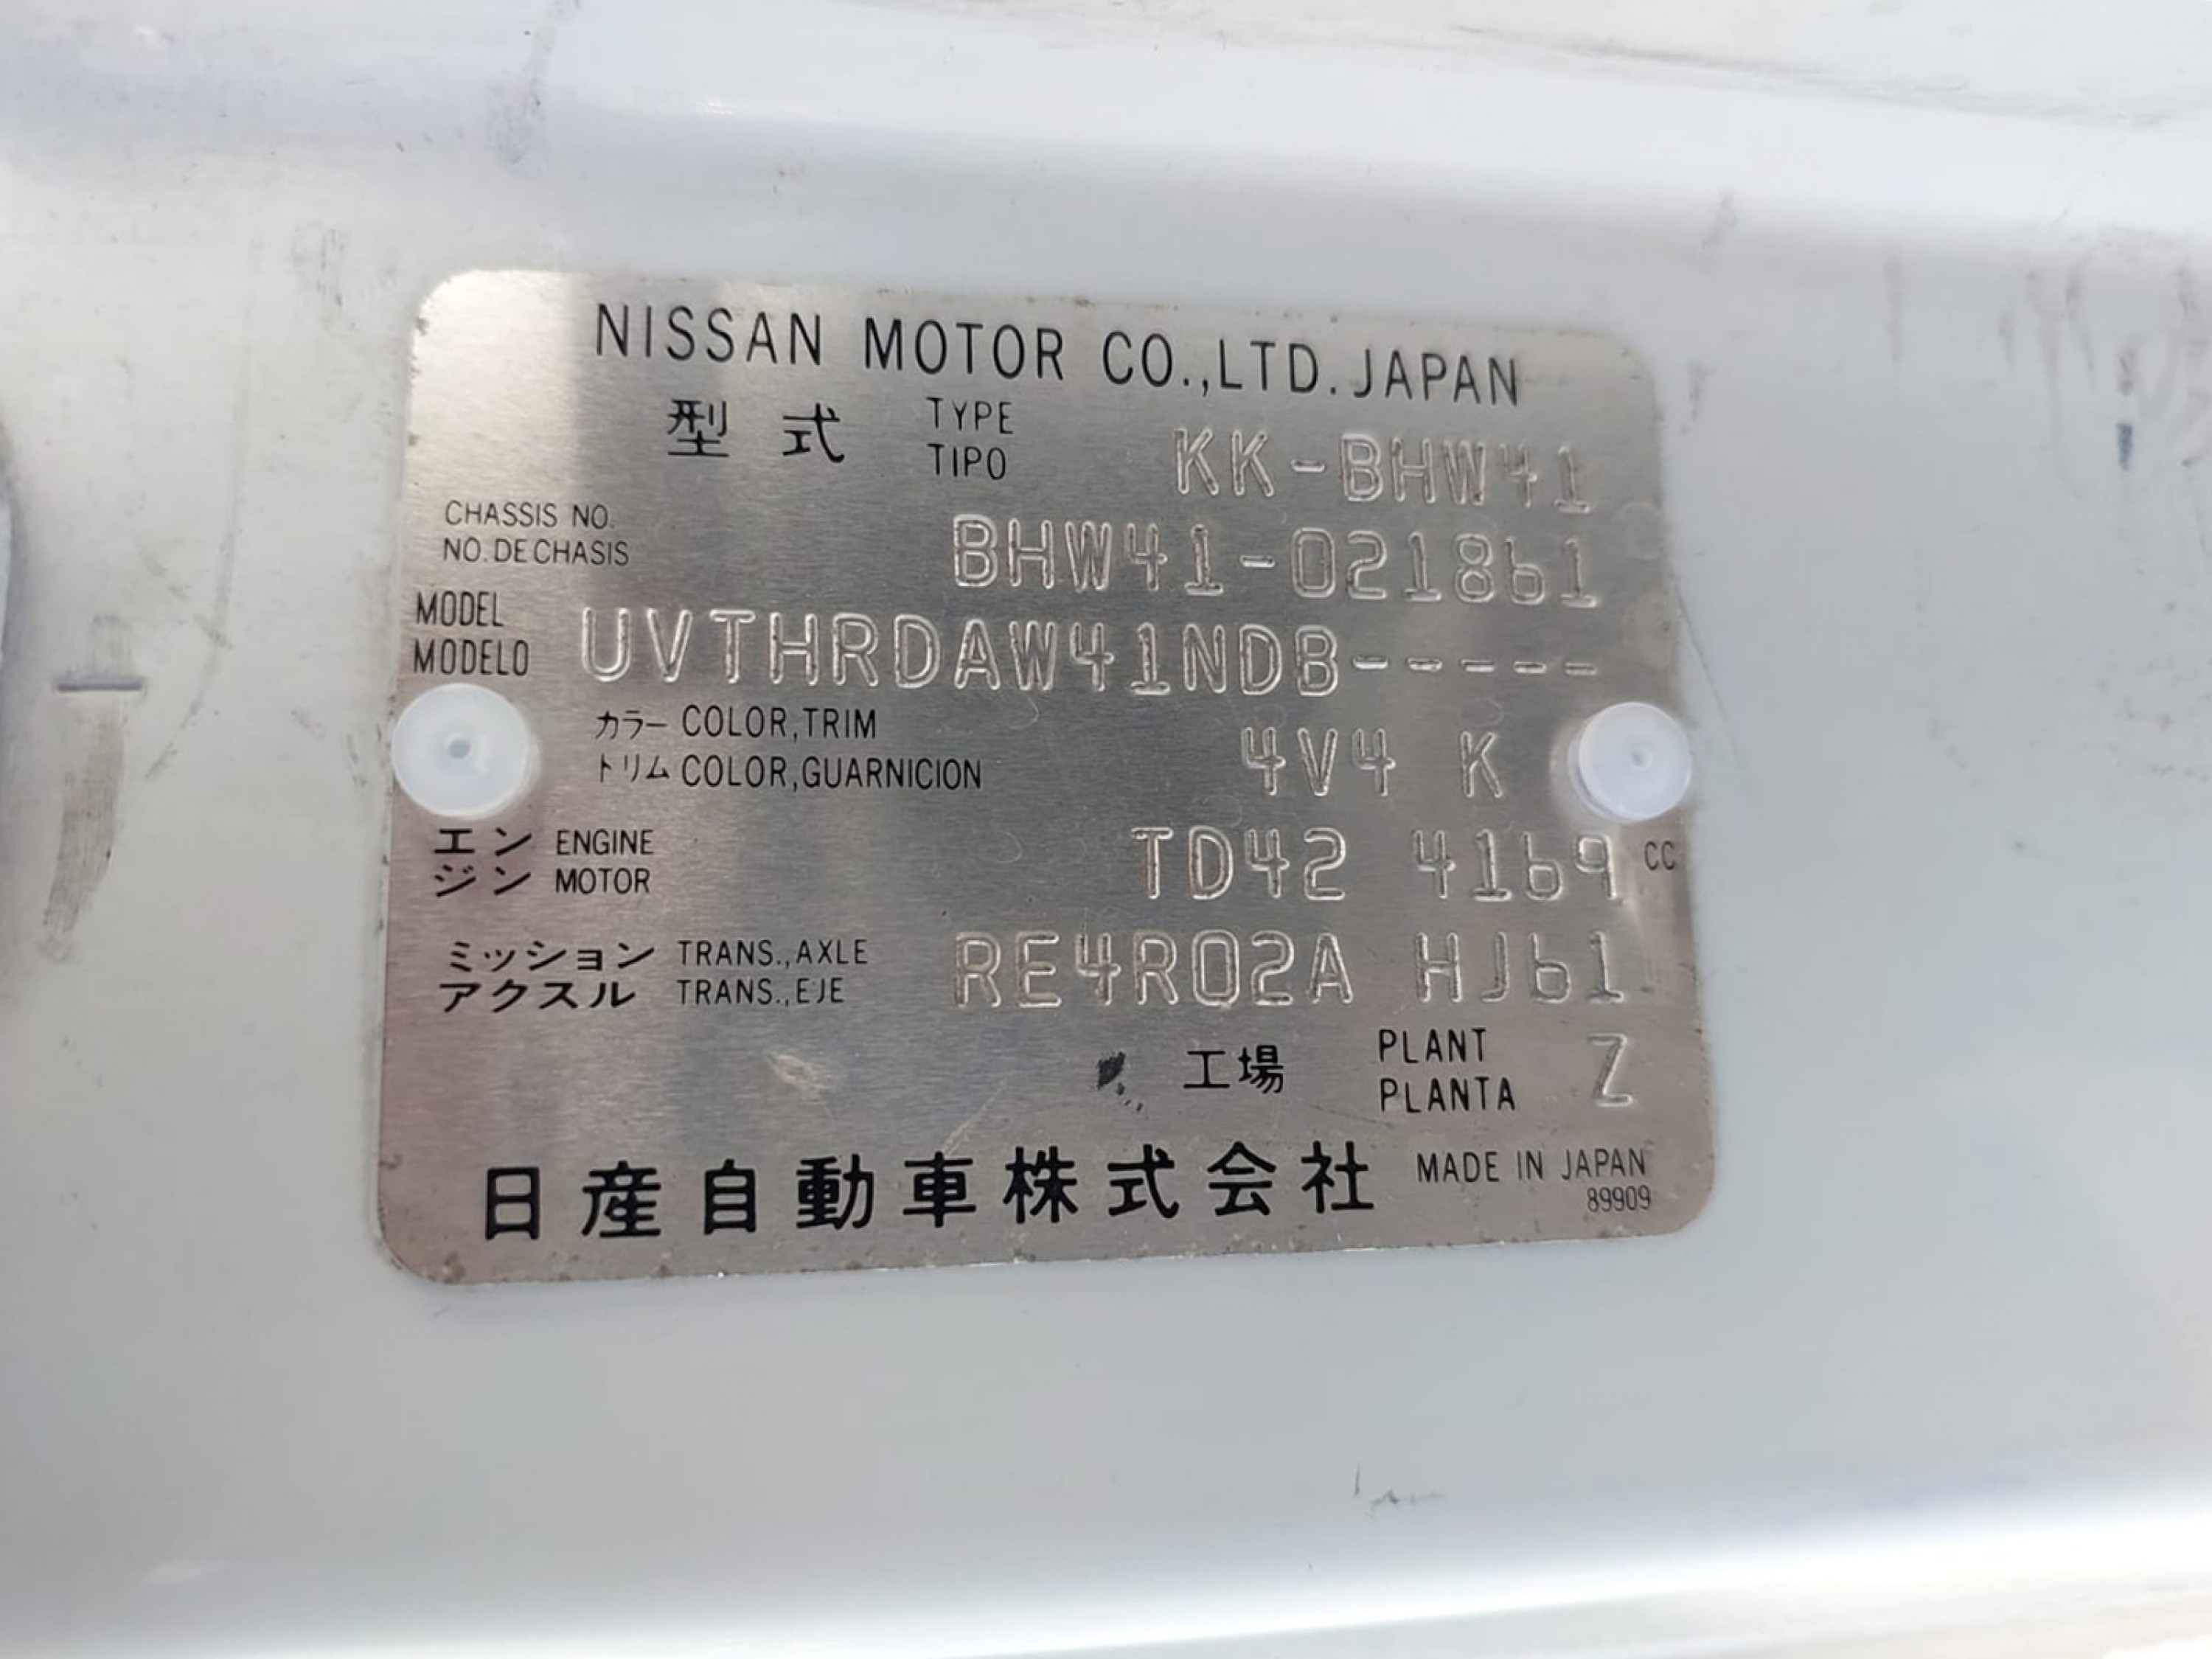 NISSAN MOTOR CO.,LTD.JAPAN
型式 TYPE KK-BHW41
TIPO
CHASSIS NO. BHW41-021861
NO. DE CHASIS
MODEL UVTHRDAW41NDB-----
MODELO
カラー COLOR,TRIM 4V4 K
トリム COLOR,GUARNICION
エン ENGINE TD42 4169 CC
ジン MOTOR
ミッション TRANS.,AXLE RE4R02A HJ61
アクスル TRANS.,EJE
工場 PLANT Z
PLANTA
日産自動車株式会社 MADE IN JAPAN
89909